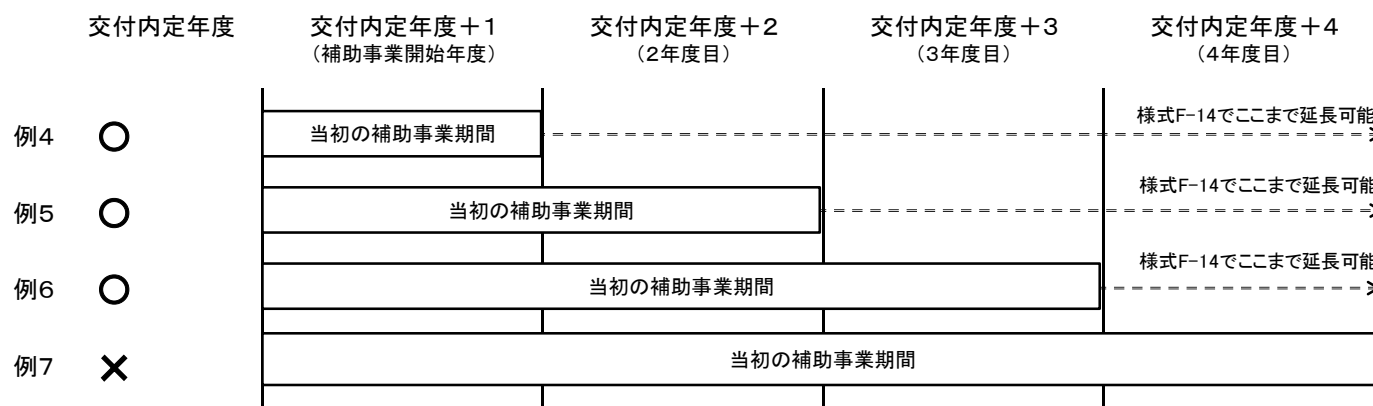 交付内定年度 交付内定年度＋１ 交付内定年度＋２ 交付内定年度＋３ 交付内定年度＋４
（補助事業開始年度） （２年度目） （３年度目） （４年度目）
例４ ○ 当初の補助事業期間 様式F-14でここまで延長可能
例５ ○ 当初の補助事業期間 様式F-14でここまで延長可能
例６ ○ 当初の補助事業期間 様式F-14でここまで延長可能
例７ × 当初の補助事業期間